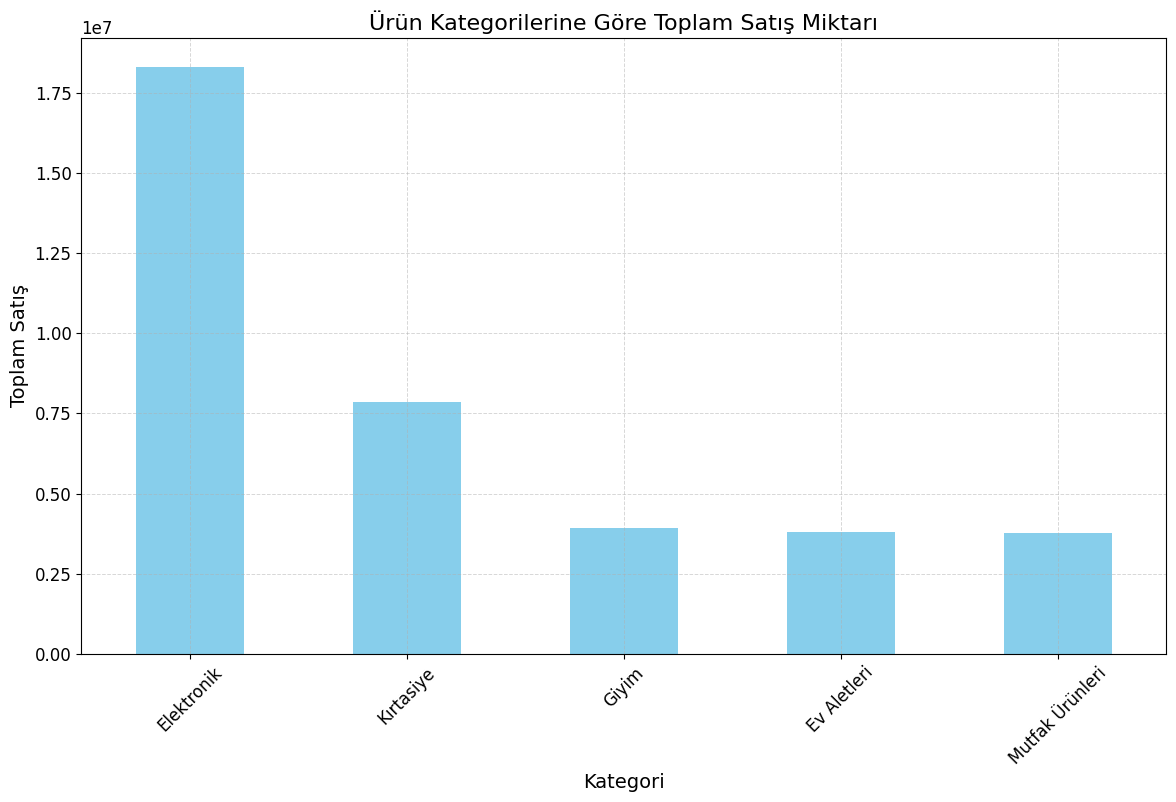 Ürün Kategorilerine Göre Toplam Satış Miktarı
1e7
1.75
1.50
1.25
1.00
0.75
0.50
0.25
0.00
Toplam Satış
Elektronik
Kırtasiye
Giyim
Ev Aletleri
Mutfak Ürünleri
Kategori